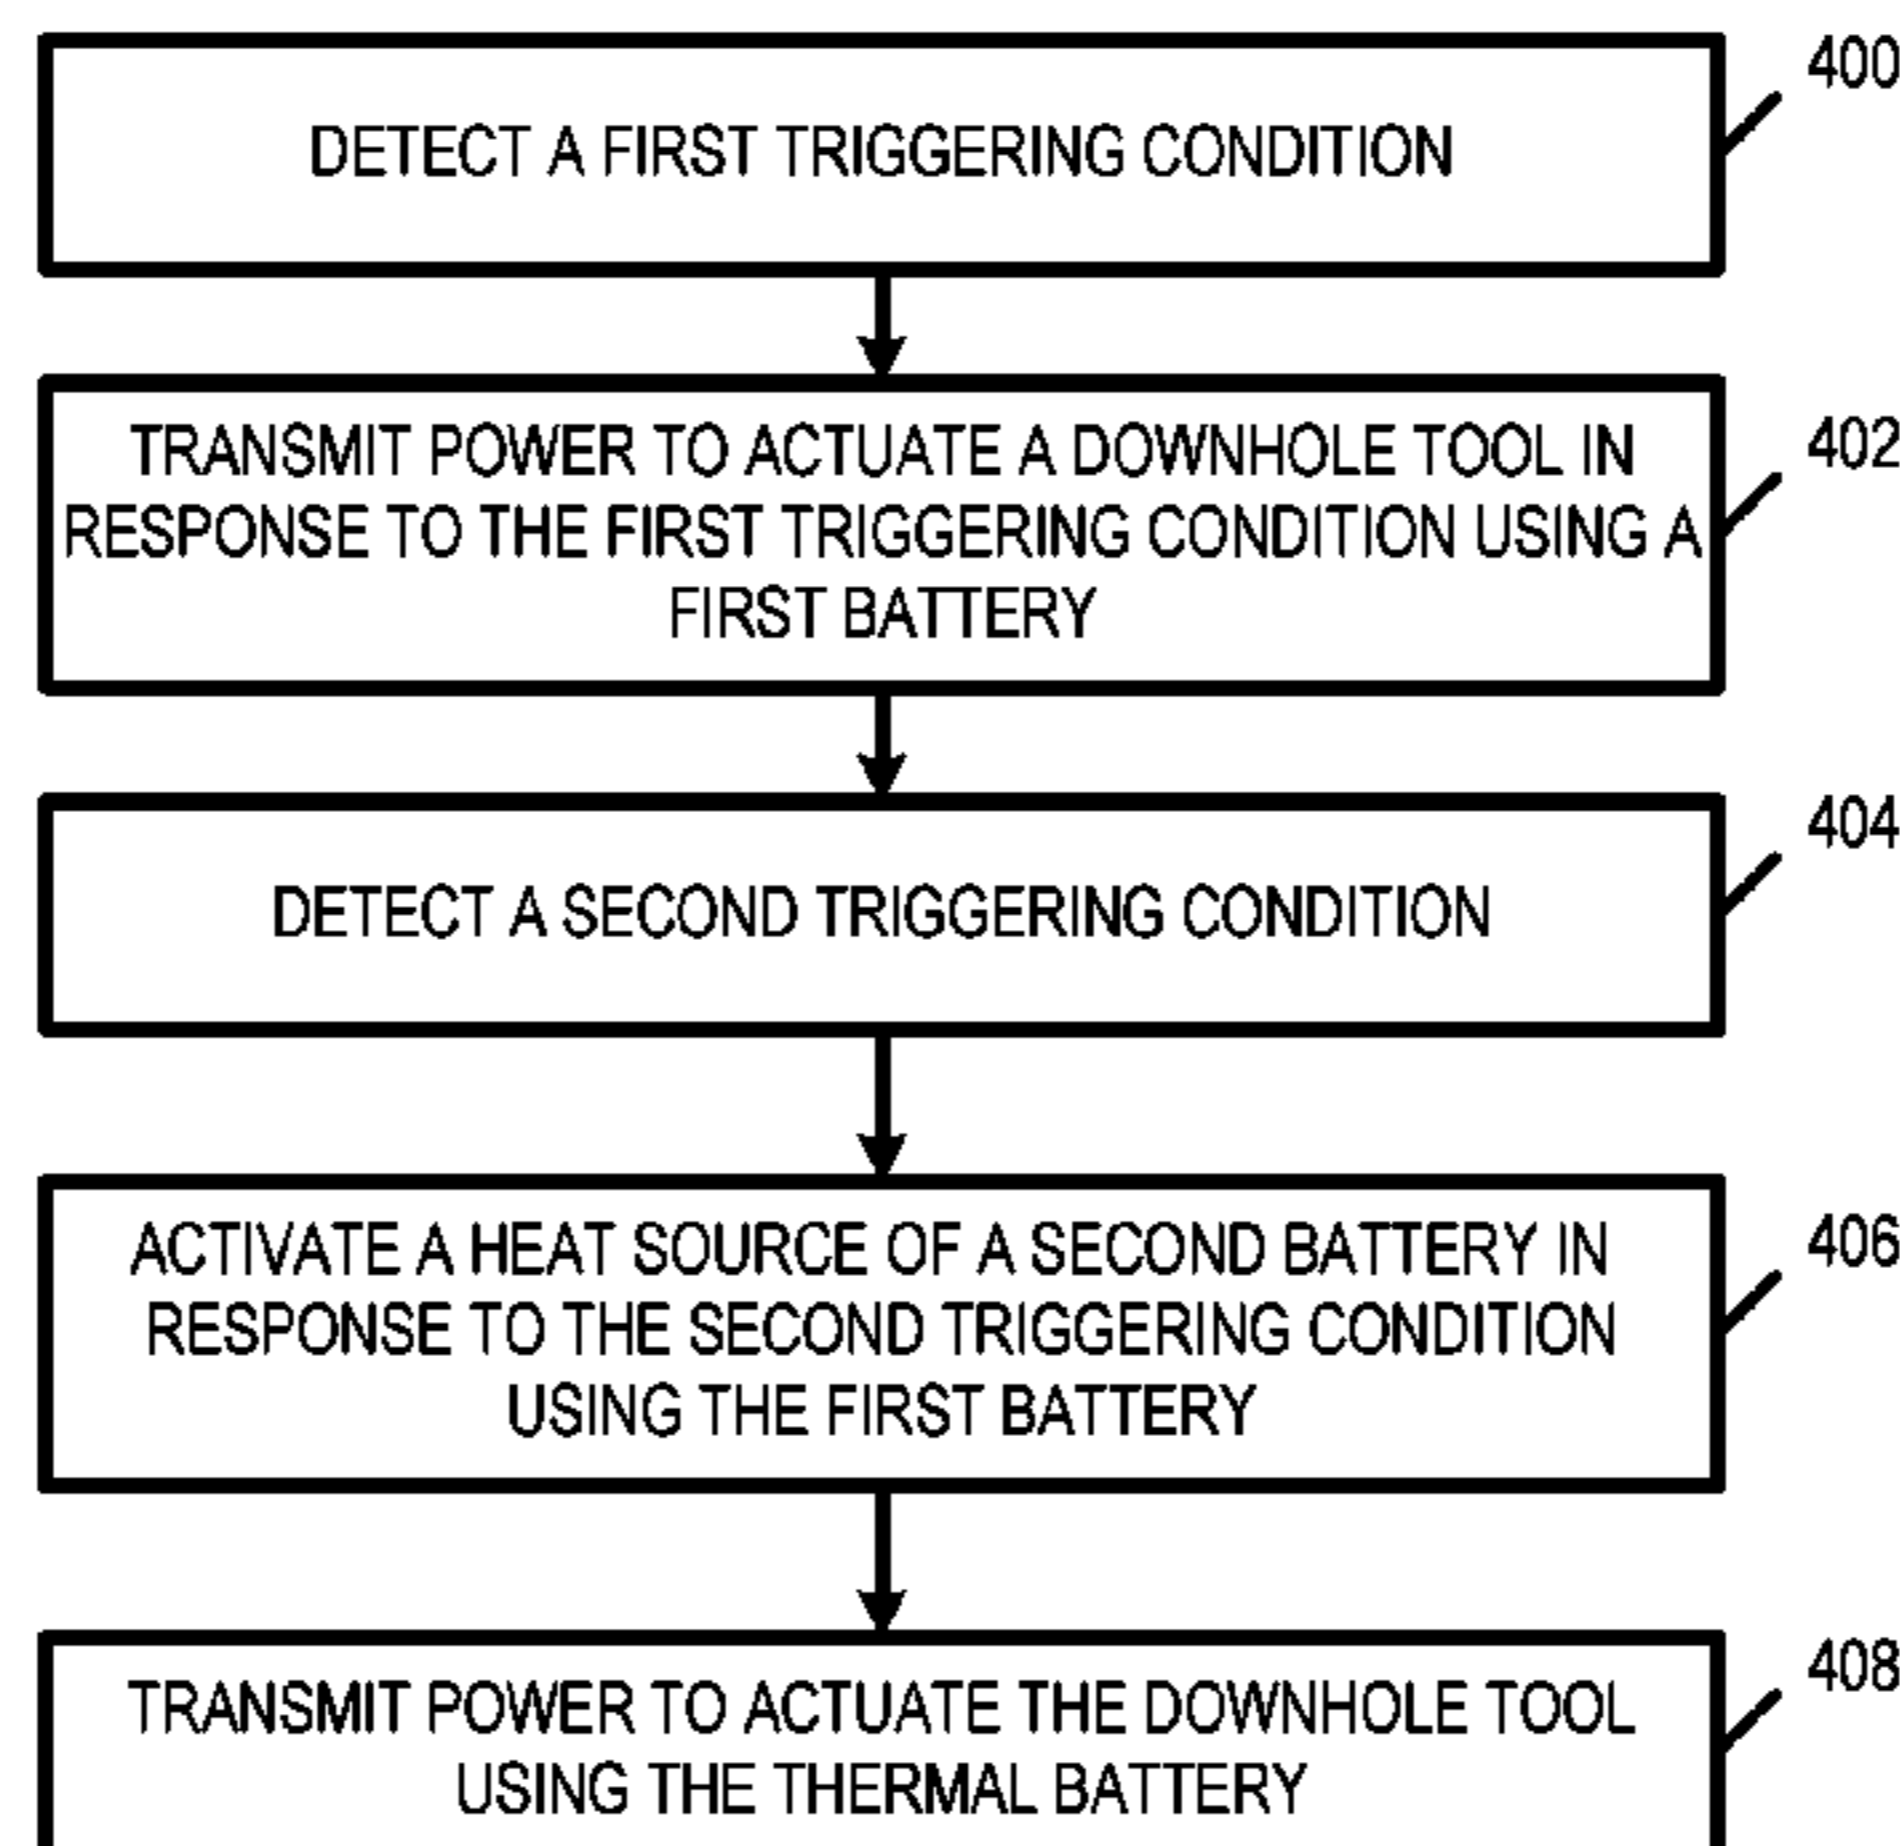 400
DETECT A FIRST TRIGGERING CONDITION
402
TRANSMIT POWER TO ACTUATE A DOWNHOLE TOOL IN
RESPONSE TO THE FIRST TRIGGERING CONDITION USING A
FIRST BATTERY
404
DETECT A SECOND TRIGGERING CONDITION
406
ACTIVATE A HEAT SOURCE OF A SECOND BATTERY IN
RESPONSE TO THE SECOND TRIGGERING CONDITION
USING THE FIRST BATTERY
408
TRANSMIT POWER TO ACTUATE THE DOWNHOLE TOOL
USING THE THERMAL BATTERY